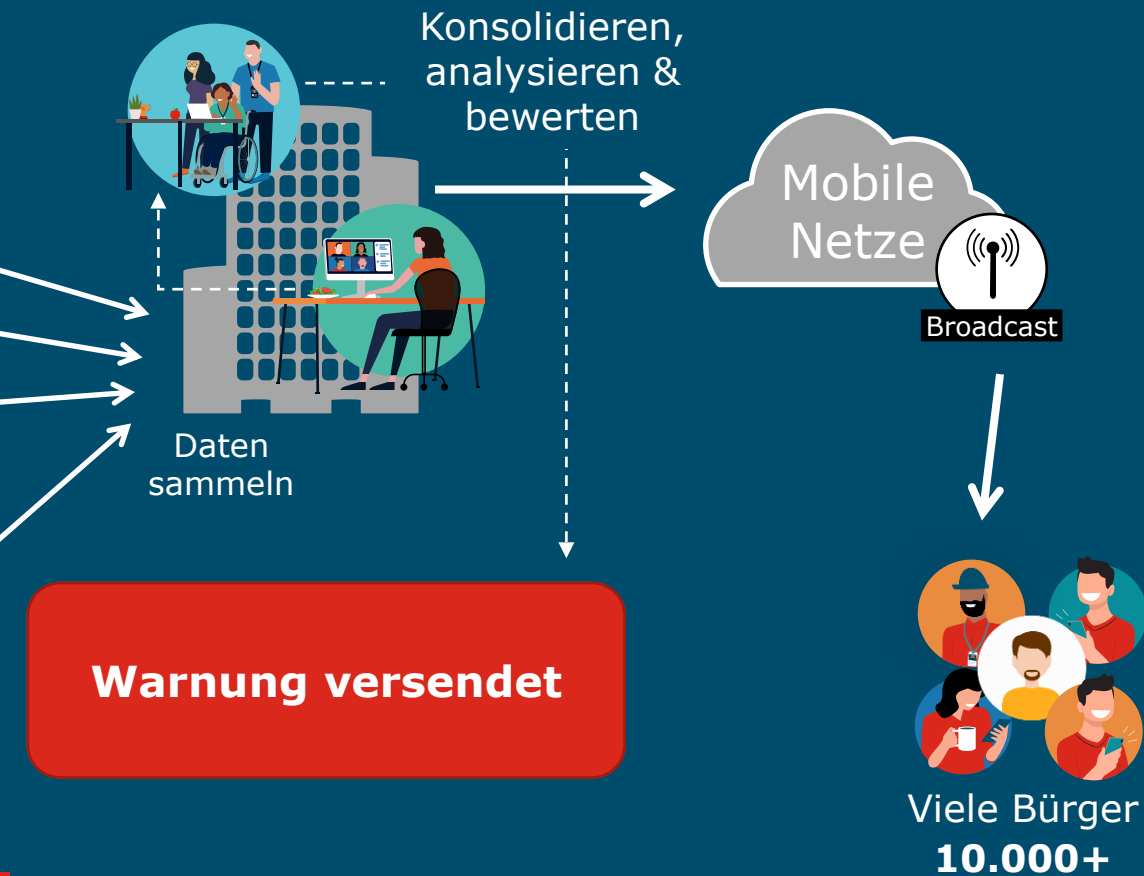 Konsolidieren,
analysieren &
bewerten
Mobile
Netze
Broadcast
Daten
sammeln
Warnung versendet
Viele Bürger
10.000+